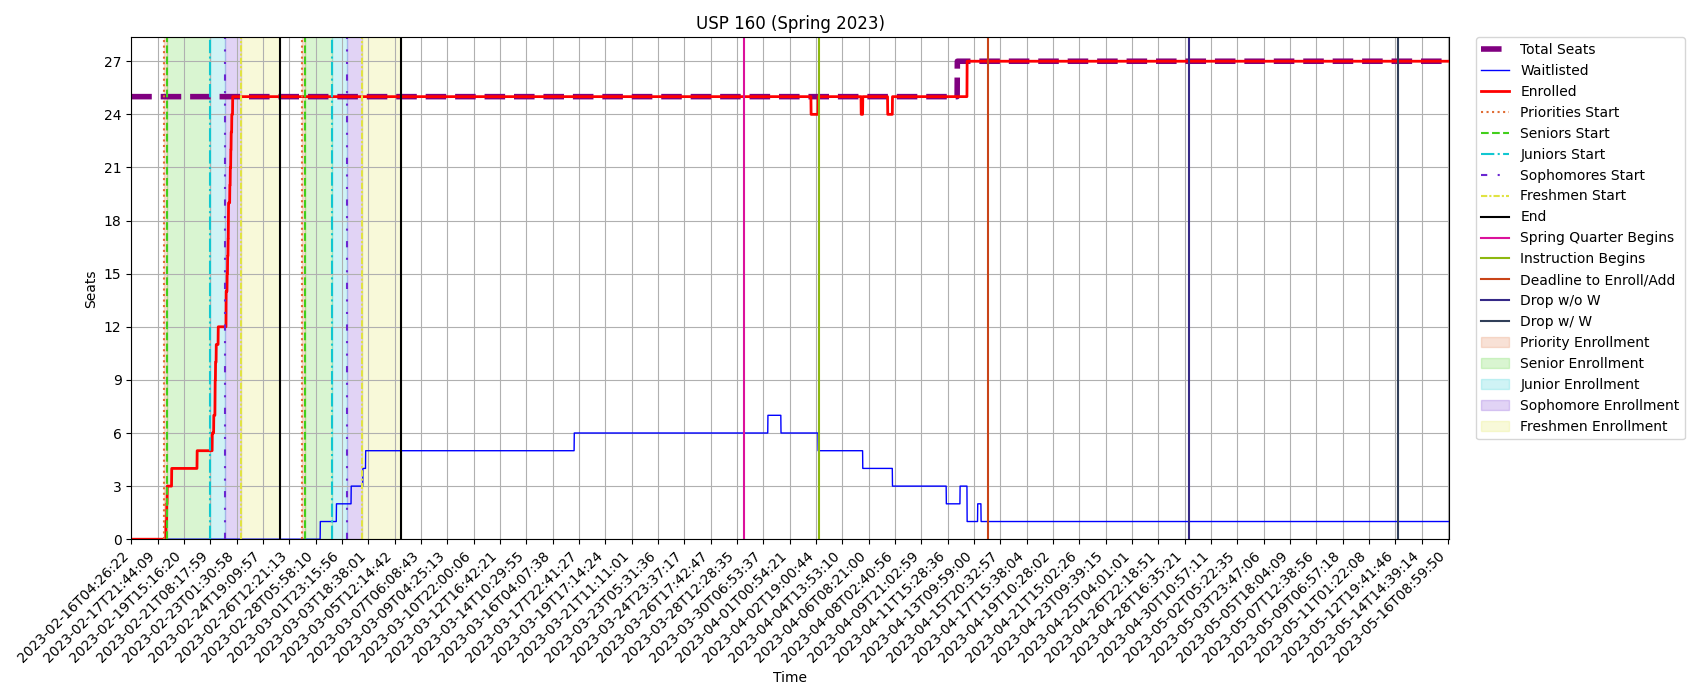 USP 160 (Spring 2023)
27
24
21
18
15
12
9
6
3
0
Seats
2023-02-16T04:26:22
2023-02-17T21:44:09
2023-02-19T15:16:20
2023-02-21T08:17:59
2023-02-23T01:30:58
2023-02-24T19:09:57
2023-02-26T12:21:13
2023-02-28T05:58:10
2023-03-01T23:15:56
2023-03-03T18:38:01
2023-03-05T12:14:42
2023-03-07T06:08:43
2023-03-09T04:25:13
2023-03-10T22:00:06
2023-03-12T16:42:21
2023-03-14T10:29:55
2023-03-16T04:07:38
2023-03-17T22:41:27
2023-03-19T17:14:24
2023-03-21T11:11:01
2023-03-23T05:31:36
2023-03-24T23:37:17
2023-03-26T17:42:47
2023-03-28T12:28:35
2023-03-30T06:53:37
2023-04-01T00:54:21
2023-04-02T19:00:44
2023-04-04T13:53:10
2023-04-06T08:21:00
2023-04-08T02:40:56
2023-04-09T21:02:59
2023-04-11T15:28:36
2023-04-13T09:59:00
2023-04-15T20:32:57
2023-04-17T15:38:04
2023-04-19T10:28:02
2023-04-21T15:02:26
2023-04-23T09:39:15
2023-04-25T04:01:01
2023-04-26T22:18:51
2023-04-28T16:35:21
2023-04-30T10:57:11
2023-05-02T05:22:35
2023-05-03T23:47:06
2023-05-05T18:04:09
2023-05-07T12:38:56
2023-05-09T06:57:18
2023-05-11T01:22:08
2023-05-12T19:41:46
2023-05-14T14:39:14
2023-05-16T08:59:50
Time
Total Seats
Waitlisted
Enrolled
Priorities Start
Seniors Start
Juniors Start
Sophomores Start
Freshmen Start
End
Spring Quarter Begins
Instruction Begins
Deadline to Enroll/Add
Drop w/o W
Drop w/ W
Priority Enrollment
Senior Enrollment
Junior Enrollment
Sophomore Enrollment
Freshmen Enrollment